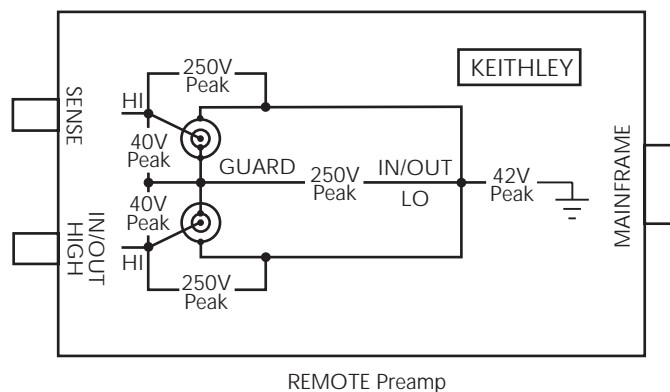 250V
Peak
KEITHLEY
SENSE
HI
40V
Peak
GUARD
250V
Peak
IN/OUT
LO
42V
Peak
MAINFRAME
40V
Peak
IN/OUT
HIGH
HI
250V
Peak
REMOTE Preamp